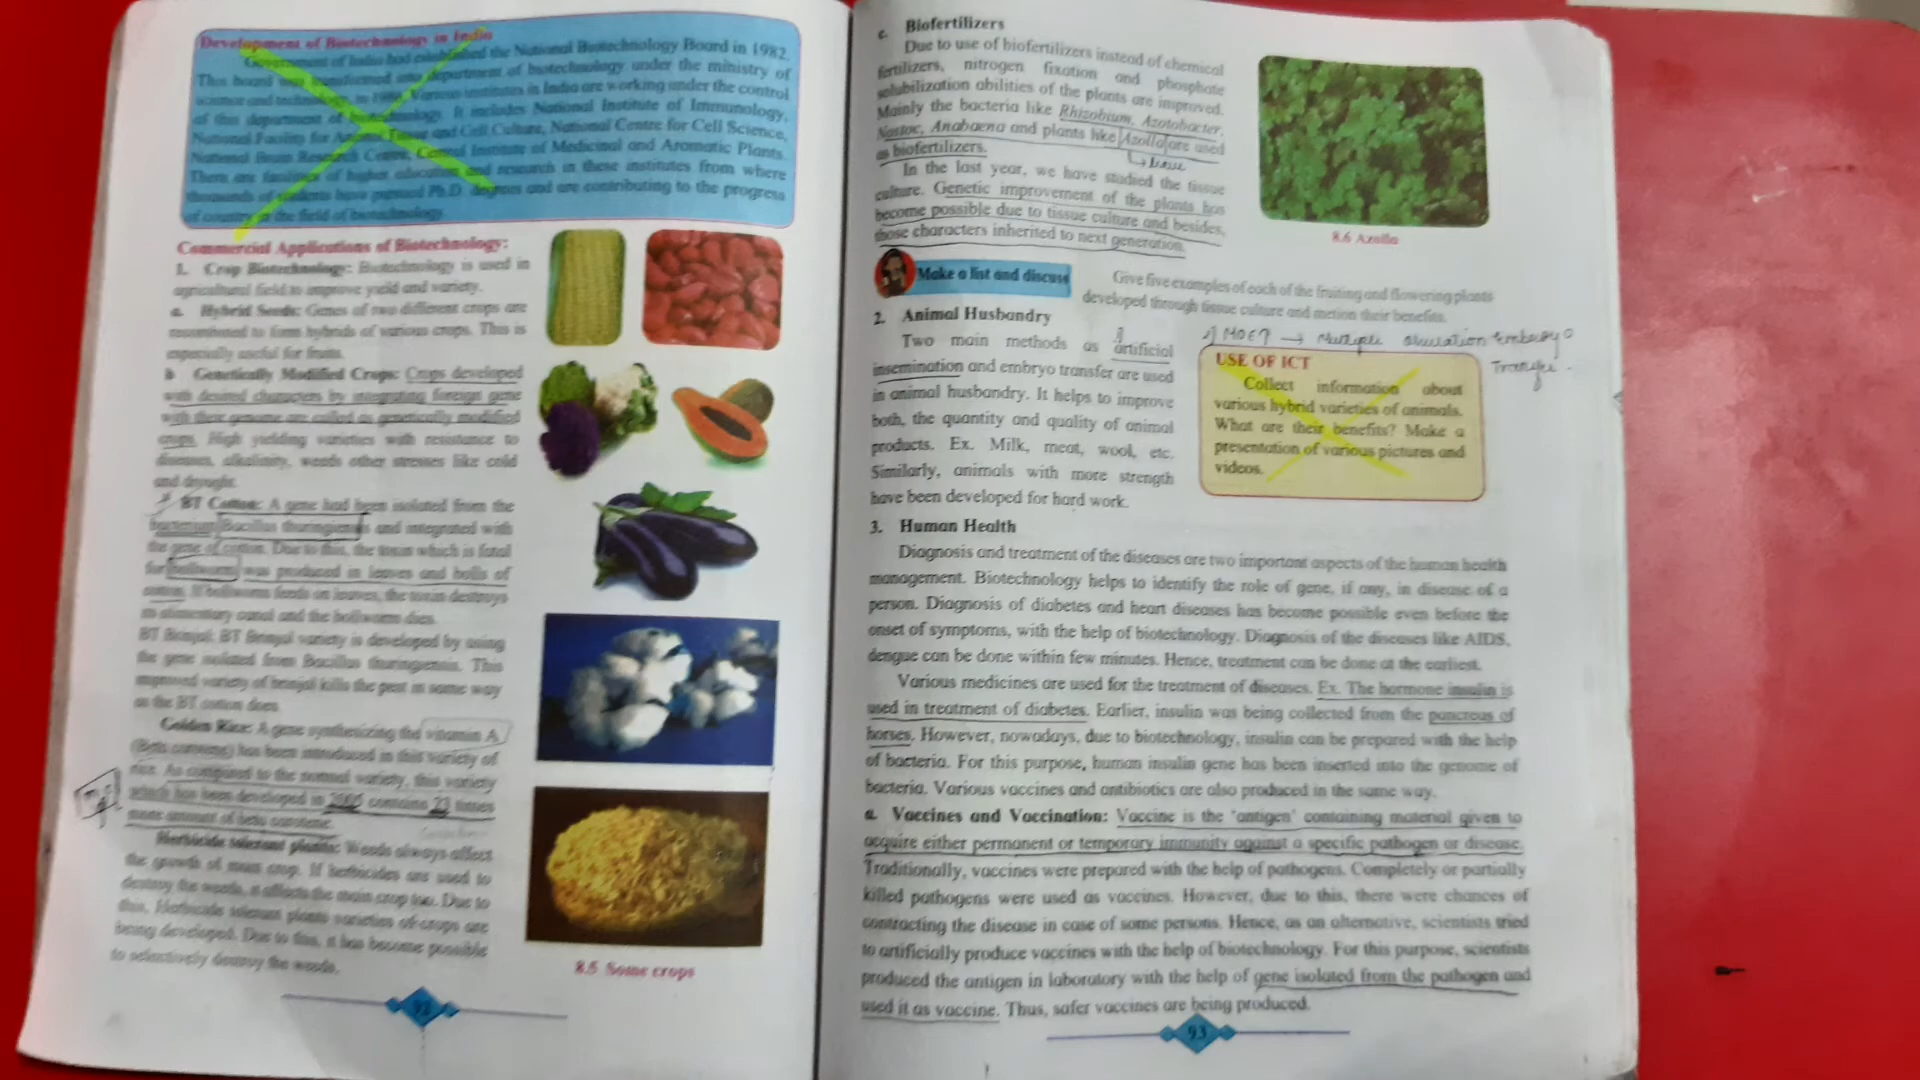 Development of Biotechnology in India
Government of India had established the National Biotechnology Board in 1982.
This board was transformed into department of biotechnology under the ministry of
science and technology in 1986. Various institutes in India are working under the control
of this department of biotechnology. It includes National Institute of Immunology,
National Facility for Animal Tissue and Cell Culture, National Centre for Cell Science,
National Brain Research Centre, Central Institute of Medicinal and Aromatic Plants.
There are facilities of higher education and research in these institutes from where
thousands of students have pursued Ph.D. degrees and are contributing to the progress
of country in the field of biotechnology.
Commercial Applications of Biotechnology:
1. Crop Biotechnology: Biotechnology is used in
agricultural field to improve yield and variety.
a. Hybrid Seeds: Genes of two different crops are
recombined to form hybrids of various crops. This is
especially useful for fruits.
b Genetically Modified Crops: Crops developed
with desired characters by integrating foreign gene
with their genome are called as genetically modified
crops. High yielding varieties with resistance to
diseases, alkalinity, weeds other stresses like cold
and drought.
BT Cotton: A gene had been isolated from the
bacterium Bacillus thuringiensis and integrated with
the gene of cotton. Due to this, the toxin which is fatal
for bollworm was produced in leaves and bolls of
cotton. If bollworm feeds on leaves, the toxin destroys
its alimentary canal and the bollworm dies.
BT Brinjal: BT Brinjal variety is developed by using
the gene isolated from Bacillus thuringiensis. This
improved variety of brinjal kills the pest in same way
as the BT cotton does.
Golden Rice: A gene synthesizing the vitamin A
(Beta carotene) has been introduced in this variety of
rice. As compared to the normal variety, this variety
which has been developed in 2005 contains 23 times
more amount of beta carotene.
Herbicide tolerant plants: Weeds always affect
the growth of main crop. If herbicides are used to
destroy the weeds, it affects the main crop too. Due to
this, Herbicide tolerant plants varieties of crops are
being developed. Due to this, it has become possible
to selectively destroy the weeds.
8.5 Some crops
92
c. Biofertilizers
Due to use of biofertilizers instead of chemical
fertilizers, nitrogen fixation and phosphate
solubilization abilities of the plants are improved.
Mainly the bacteria like Rhizobium, Azotobacter,
Nostoc, Anabaena and plants like Azolla are used
as biofertilizers.
In the last year, we have studied the tissue
culture. Genetic improvement of the plants has
become possible due to tissue culture and besides,
those characters inherited to next generation.
8.6 Azolla
Make a list and discuss
Give five examples of each of the fruiting and flowering plants
developed through tissue culture and metion their benefits.
2. Animal Husbandry
Two main methods as artificial
insemination and embryo transfer are used
in animal husbandry. It helps to improve
both, the quantity and quality of animal
products. Ex. Milk, meat, wool, etc.
Similarly, animals with more strength
have been developed for hard work.
MOET → Multiple ovulation embryo
Transfer
USE OF ICT
Collect information about
various hybrid varieties of animals.
What are their benefits? Make a
presentation of various pictures and
videos.
3. Human Health
Diagnosis and treatment of the diseases are two important aspects of the human health
management. Biotechnology helps to identify the role of gene, if any, in disease of a
person. Diagnosis of diabetes and heart diseases has become possible even before the
onset of symptoms, with the help of biotechnology. Diagnosis of the diseases like AIDS,
dengue can be done within few minutes. Hence, treatment can be done at the earliest.
Various medicines are used for the treatment of diseases. Ex. The hormone insulin is
used in treatment of diabetes. Earlier, insulin was being collected from the pancreas of
horses. However, nowadays, due to biotechnology, insulin can be prepared with the help
of bacteria. For this purpose, human insulin gene has been inserted into the genome of
bacteria. Various vaccines and antibiotics are also produced in the same way.
a. Vaccines and Vaccination: Vaccine is the 'antigen' containing material given to
acquire either permanent or temporary immunity against a specific pathogen or disease.
Traditionally, vaccines were prepared with the help of pathogens. Completely or partially
killed pathogens were used as vaccines. However, due to this, there were chances of
contracting the disease in case of some persons. Hence, as an alternative, scientists tried
to artificially produce vaccines with the help of biotechnology. For this purpose, scientists
produced the antigen in laboratory with the help of gene isolated from the pathogen and
used it as vaccine. Thus, safer vaccines are being produced.
93